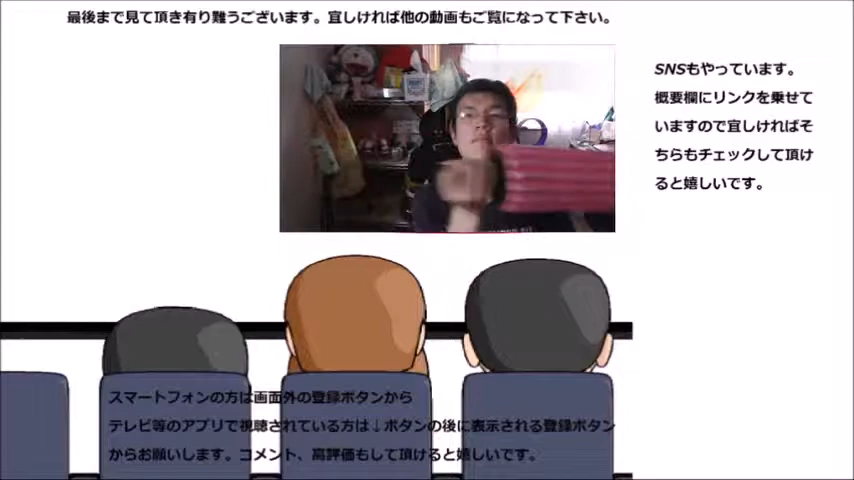 最後まで見て頂き有り難うございます。宜しければ他の動画もご覧になって下さい。
SNSもやっています。
概要欄にリンクを乗せて
いますので宜しければそ
ちらもチェックして頂け
ると嬉しいです。
スマートフォンの方は画面外の登録ボタンから
テレビ等のアプリで視聴されている方は↓ボタンの後に表示される登録ボタン
からお願いします。コメント、高評価もして頂けると嬉しいです。